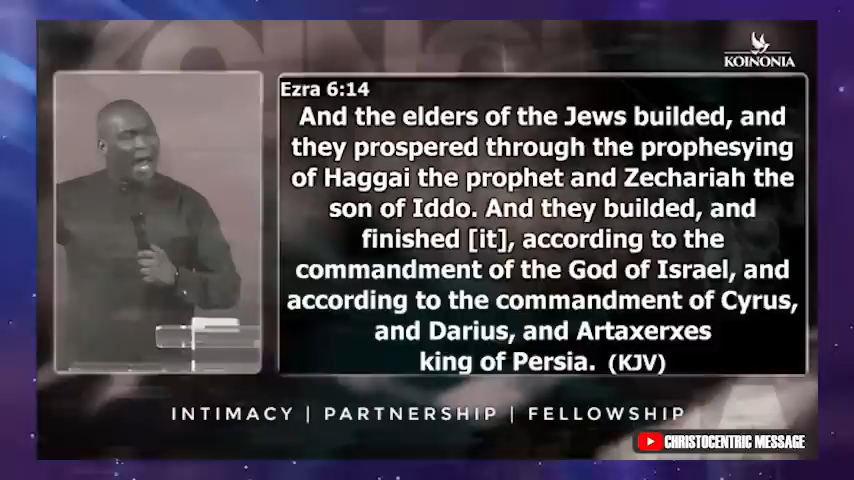 KOINONIA
Ezra 6:14
And the elders of the Jews builded, and
they prospered through the prophesying
of Haggai the prophet and Zechariah the
son of Iddo. And they builded, and
finished [it], according to the
commandment of the God of Israel, and
according to the commandment of Cyrus,
and Darius, and Artaxerxes
king of Persia. (KJV)
INTIMACY | PARTNERSHIP | FELLOWSHIP
CHRISTOCENTRIC MESSAGE